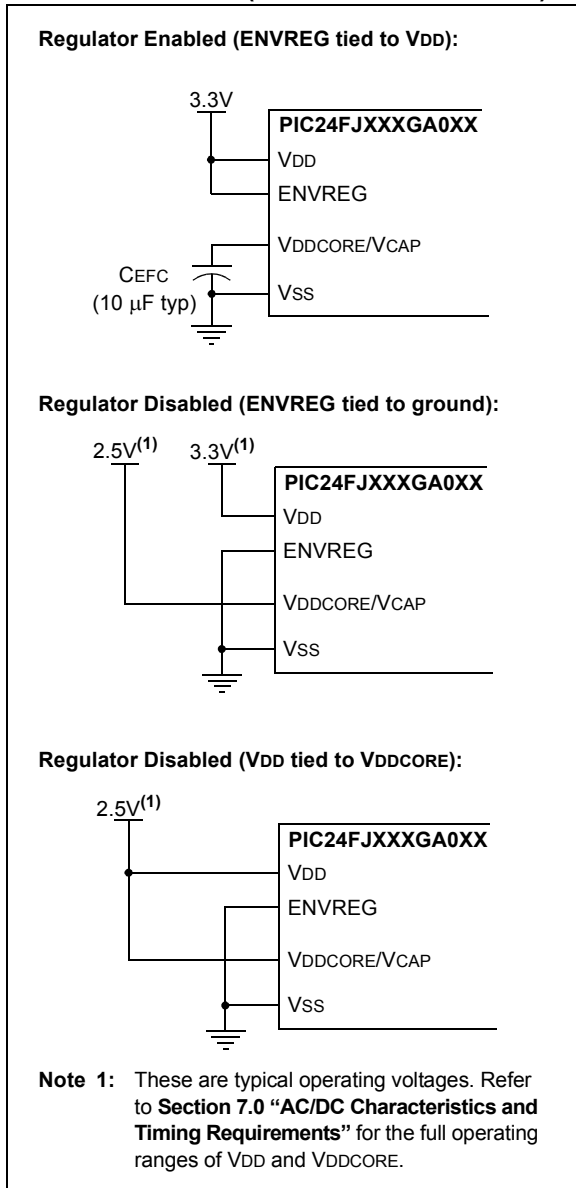 Regulator Enabled (ENVREG tied to VDD):
3.3V
PIC24FJXXXGA0XX
VDD
ENVREG
VDDCORE/VCAP
CEFC
(10 μF typ)
VSS
Regulator Disabled (ENVREG tied to ground):
2.5V(1) 3.3V(1)
PIC24FJXXXGA0XX
VDD
ENVREG
VDDCORE/VCAP
VSS
Regulator Disabled (VDD tied to VDDCORE):
2.5V(1)
PIC24FJXXXGA0XX
VDD
ENVREG
VDDCORE/VCAP
VSS
Note 1: These are typical operating voltages. Refer
to Section 7.0 “AC/DC Characteristics and
Timing Requirements” for the full operating
ranges of VDD and VDDCORE.